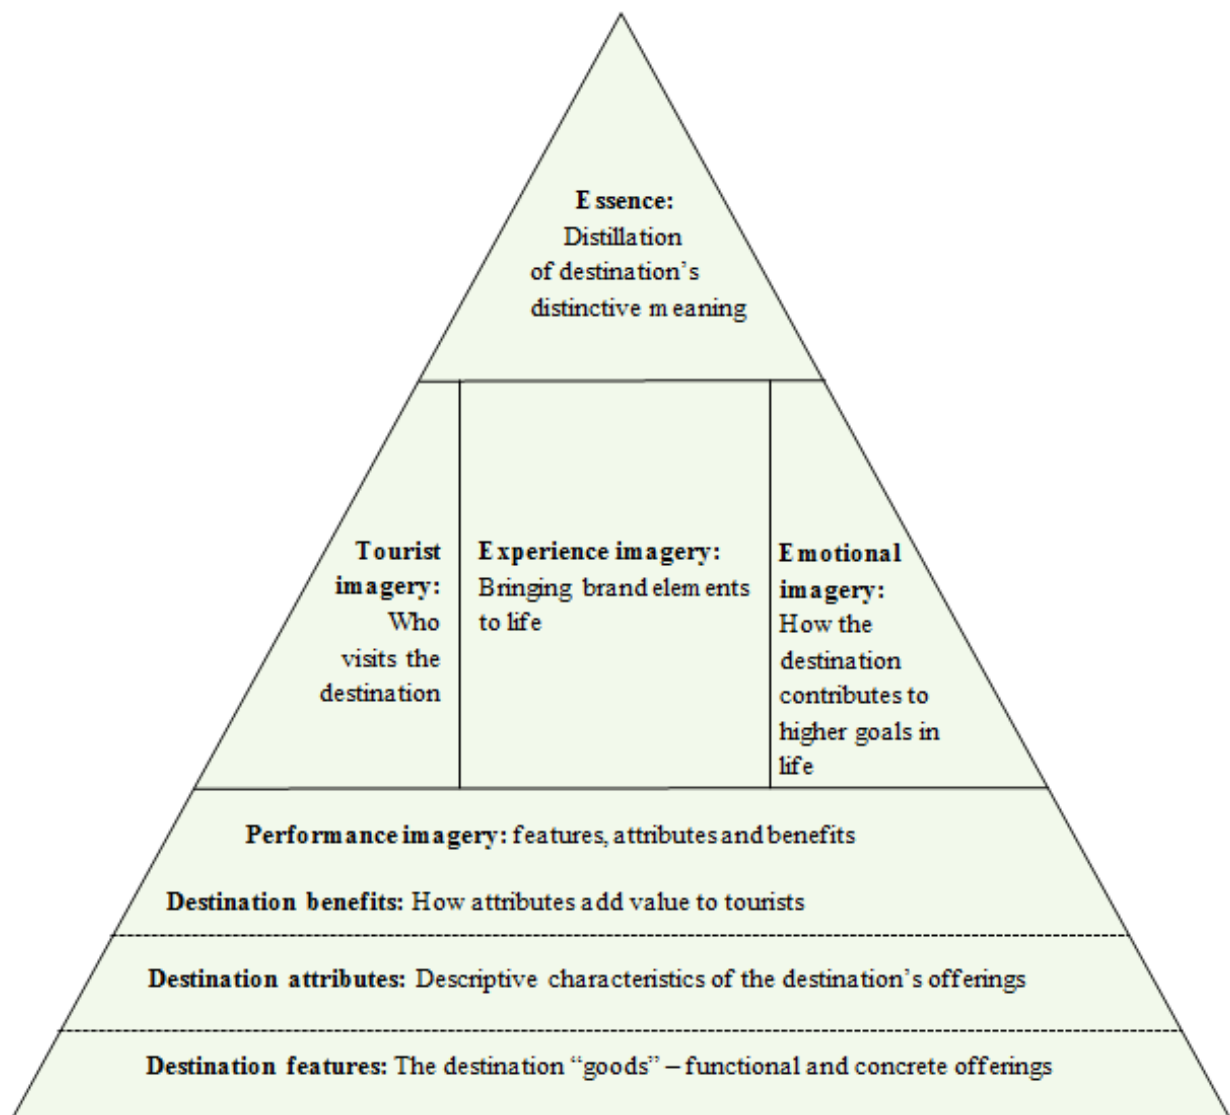 Essence:
Distillation
of destination’s
distinctive meaning
Tourist
imagery:
Who
visits the
destination
Experience imagery:
Bringing brand elements
to life
Emotional
imagery:
How the
destination
contributes to
higher goals in
life
Performance imagery: features, attributes and benefits
Destination benefits: How attributes add value to tourists
Destination attributes: Descriptive characteristics of the destination’s offerings
Destination features: The destination “goods” – functional and concrete offerings